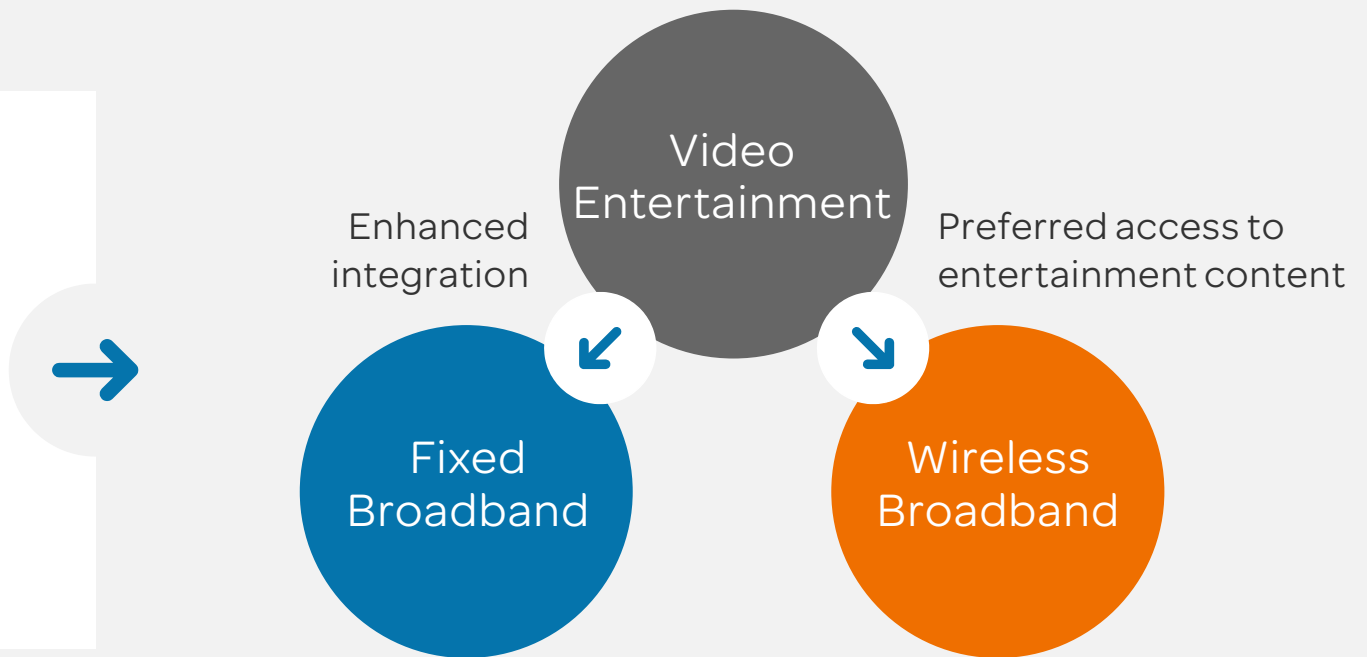 Video
Entertainment
Enhanced
integration
Preferred access to
entertainment content
Fixed
Broadband
Wireless
Broadband